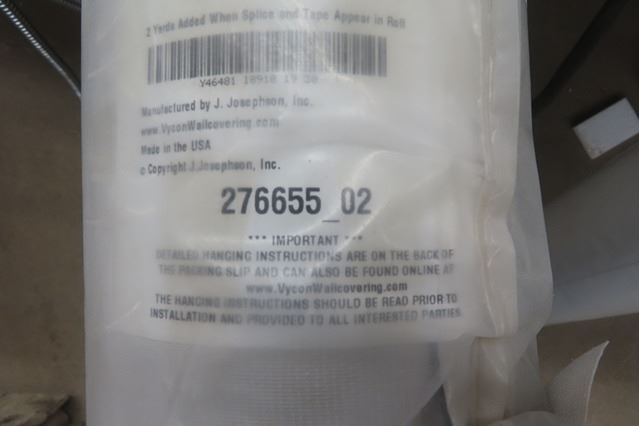 2 Yards Added When Splice and Tape Appear in Roll
Y46481 18910 19 30
Manufactured by J. Josephson, Inc.
www.VyconWallcovering.com
Made in the USA
© Copyright J.Josephson, Inc.
276655_02
*** IMPORTANT ***
DETAILED HANGING INSTRUCTIONS ARE ON THE BACK OF
THE PACKING SLIP AND CAN ALSO BE FOUND ONLINE AT
www.VyconWallcovering.com
THE HANGING INSTRUCTIONS SHOULD BE READ PRIOR TO
INSTALLATION AND PROVIDED TO ALL INTERESTED PARTIES